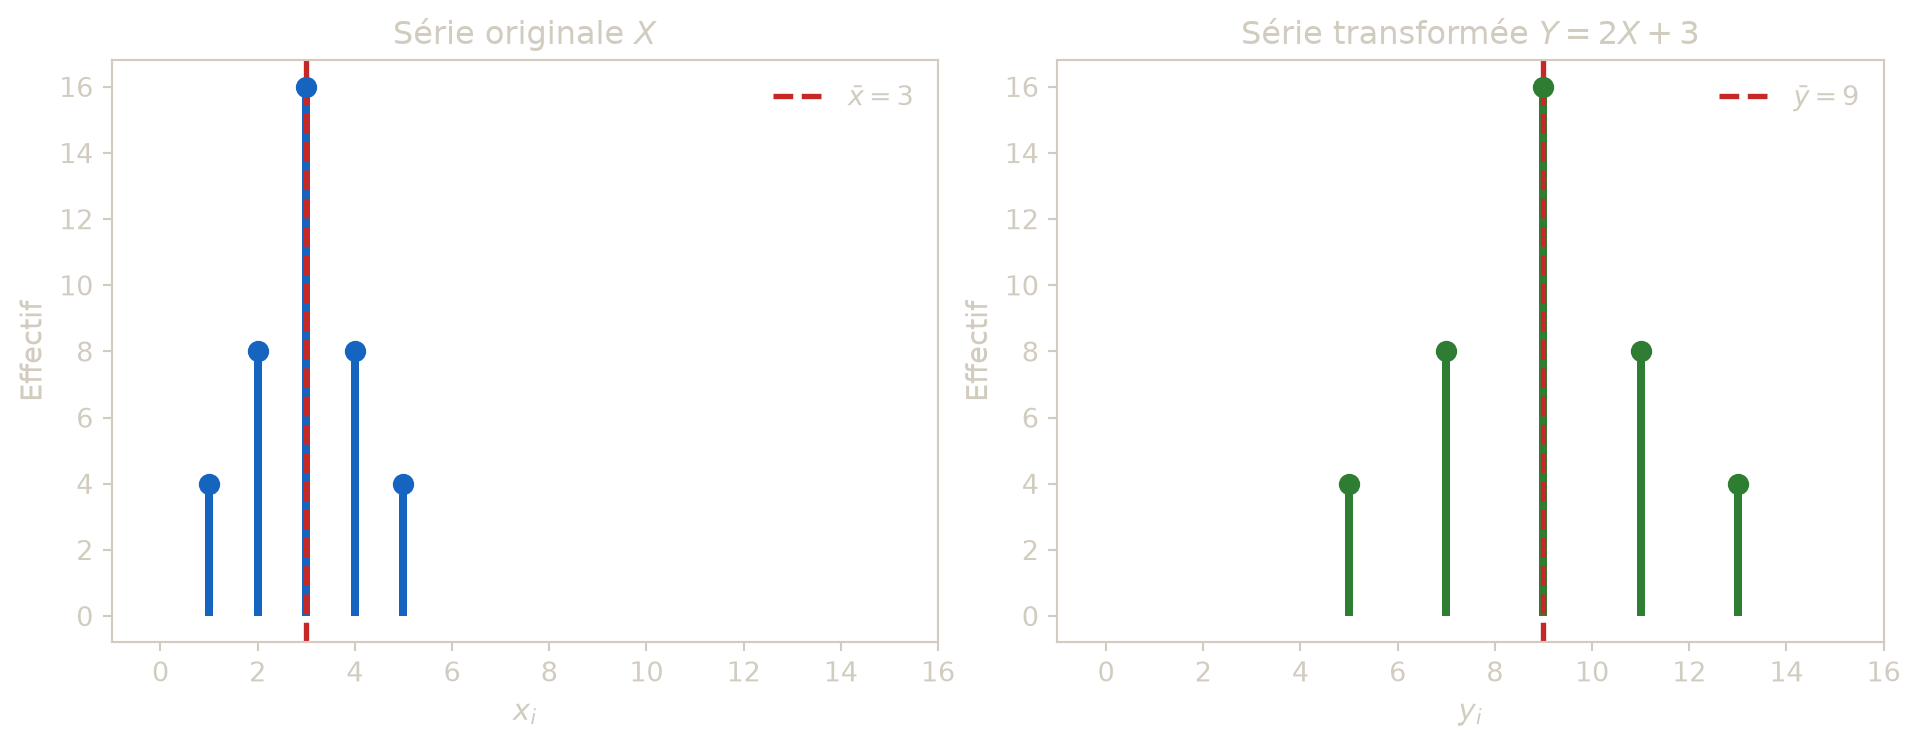 Série originale X
x̄ = 3
Effectif
16
14
12
10
8
6
4
2
0
0 2 4 6 8 10 12 14 16
xᵢ
Série transformée Y = 2X + 3
ȳ = 9
Effectif
16
14
12
10
8
6
4
2
0
0 2 4 6 8 10 12 14 16
yᵢ